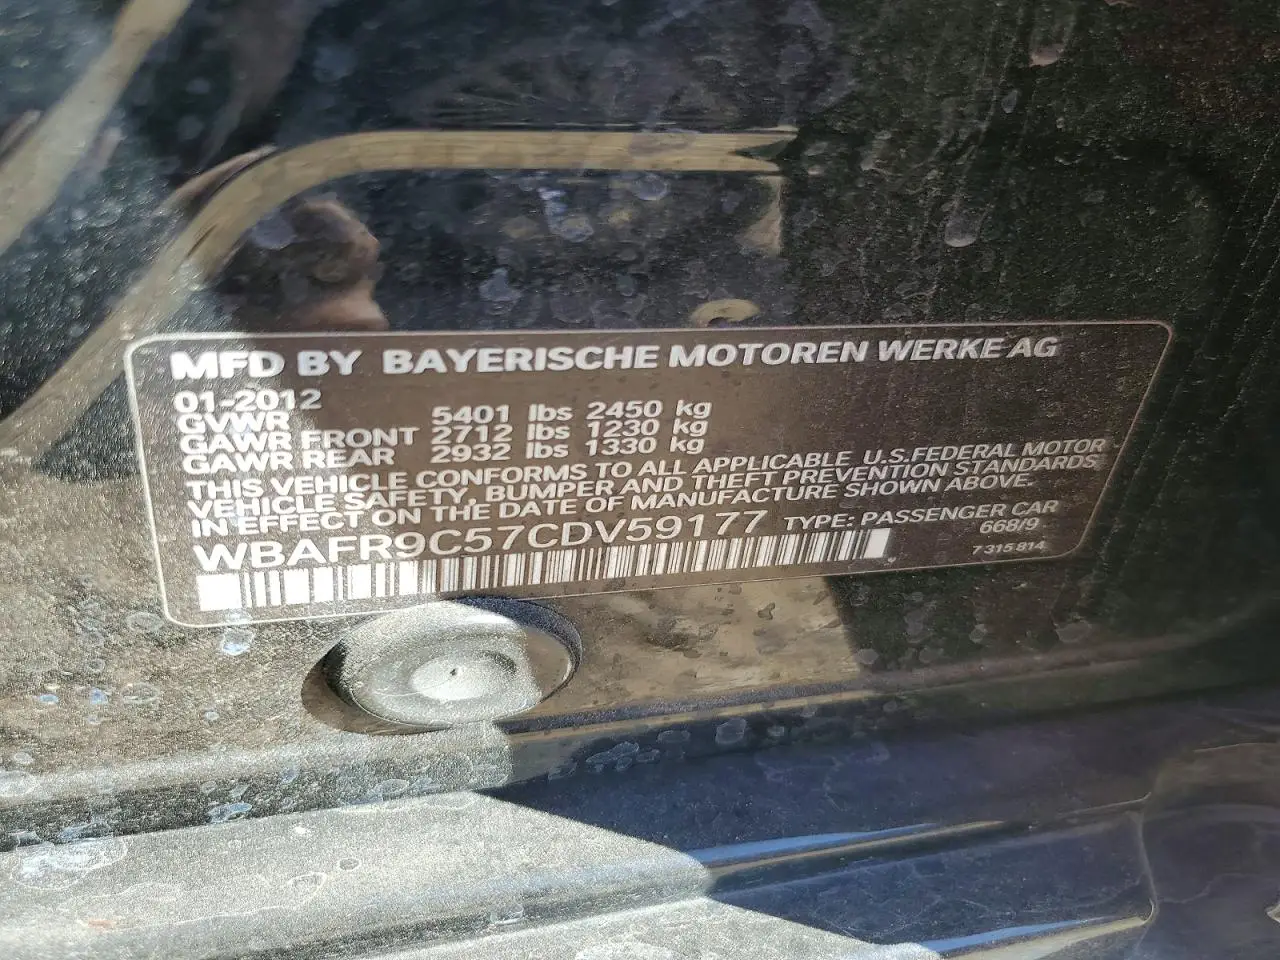 MFD BY BAYERISCHE MOTOREN WERKE AG
01-2012
GVWR 5401 lbs 2450 kg
GAWR FRONT 2712 lbs 1230 kg
GAWR REAR 2932 lbs 1330 kg
THIS VEHICLE CONFORMS TO ALL APPLICABLE U.S.FEDERAL MOTOR
VEHICLE SAFETY, BUMPER AND THEFT PREVENTION STANDARDS
IN EFFECT ON THE DATE OF MANUFACTURE SHOWN ABOVE.
WBAFR9C57CDV59177 TYPE: PASSENGER CAR
668/9
7 315 814